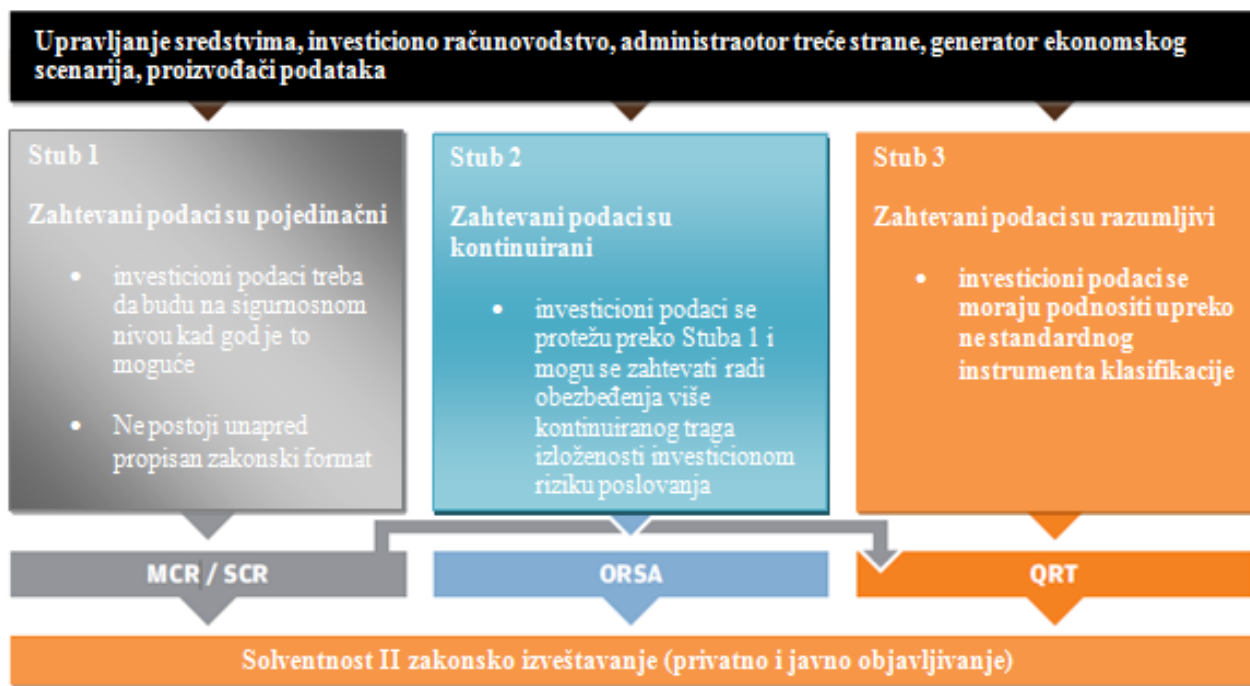 Upravljanje sredstvima, investiciono računovodstvo, administraotor treće strane, generator ekonomskog
scenarija, proizvođači podataka
Stub 1
Zahtevani podaci su pojedinačni
• investicioni podaci treba
da budu na sigurnosnom
nivou kad god je to
moguće
• Ne postoji unapred
propisan zakonski format
Stub 2
Zahtevani podaci su
kontinuirani
• investicioni podaci se
protežu preko Stuba 1 i
mogu se zahtevati radi
obezbeđenja više
kontinuiranog traga
izloženosti investicionom
riziku poslovanja
Stub 3
Zahtevani podaci su razumljivi
• investicioni podaci se
moraju podnositi upreko
ne standardnog
instrumenta klasifikacije
MCR / SCR
ORSA
QRT
Solventnost II zakonsko izveštavanje (privatno i javno objavljivanje)